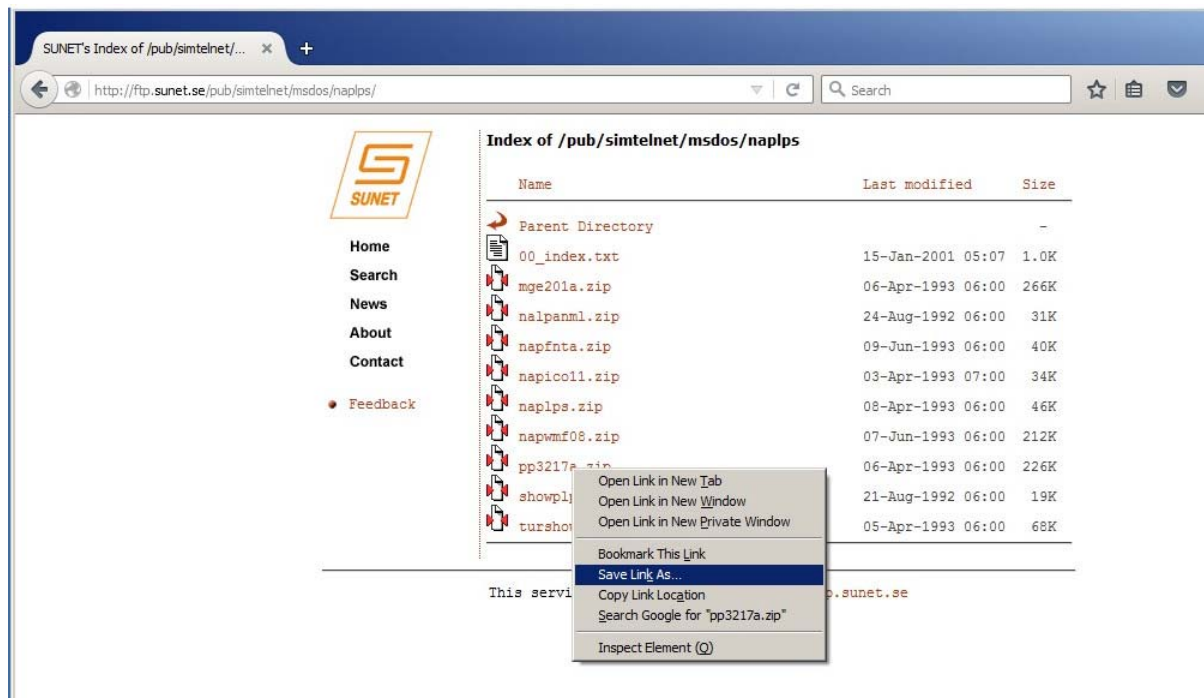 SUNET's Index of /pub/simtelnet/...
http://ftp.sunet.se/pub/simtelnet/msdos/naplps/
Search
SUNET
Home
Search
News
About
Contact
Feedback
Index of /pub/simtelnet/msdos/naplps
Name Last modified Size
Parent Directory -
00_index.txt 15-Jan-2001 05:07 1.0K
mge201a.zip 06-Apr-1993 06:00 266K
nalpanml.zip 24-Aug-1992 06:00 31K
napfnta.zip 09-Jun-1993 06:00 40K
napico11.zip 03-Apr-1993 07:00 34K
naplps.zip 08-Apr-1993 06:00 46K
napwmf08.zip 07-Jun-1993 06:00 212K
pp3217a.zip 06-Apr-1993 06:00 226K
showpl 21-Aug-1992 06:00 19K
tursho 05-Apr-1993 06:00 68K
Open Link in New Tab
Open Link in New Window
Open Link in New Private Window
Bookmark This Link
Save Link As...
Copy Link Location
Search Google for "pp3217a.zip"
Inspect Element (Q)
This servi p.sunet.se